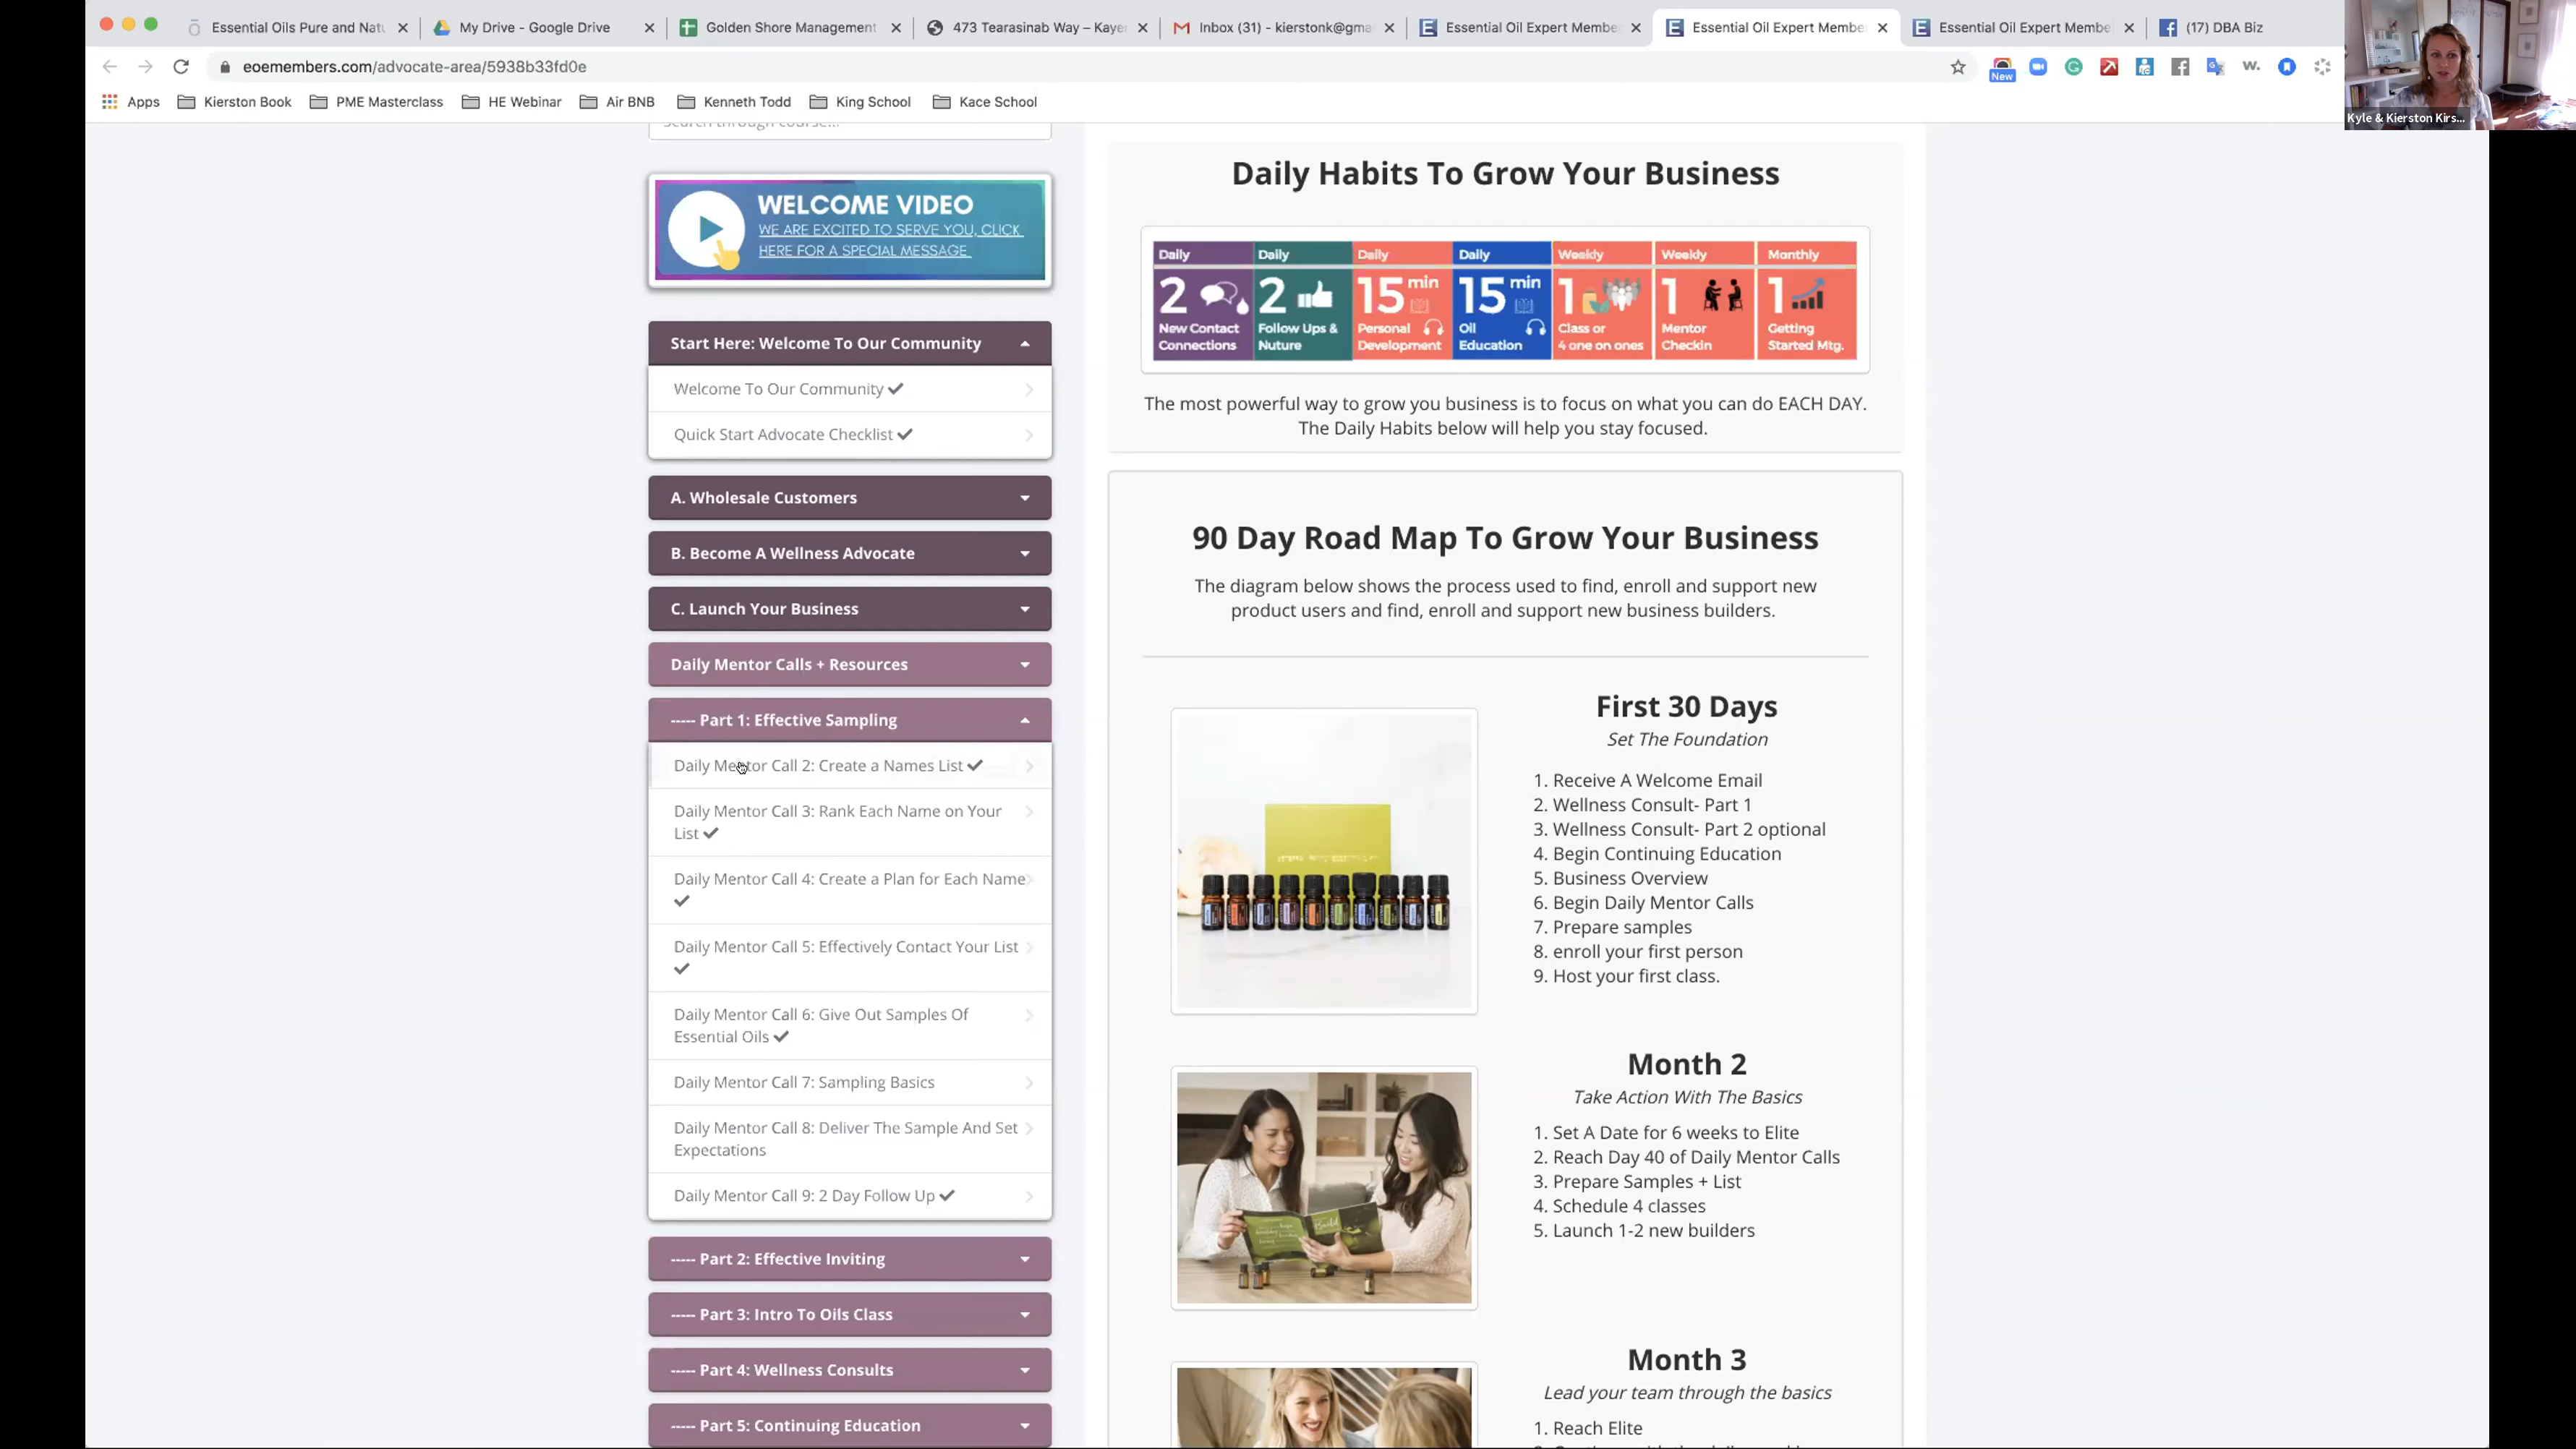 Essential Oils Pure and Natu
My Drive - Google Drive
Golden Shore Management
473 Tearasinab Way – Kayer
Inbox (31) - kierstonk@gma
Essential Oil Expert Membe
Essential Oil Expert Membe
Essential Oil Expert Membe
(17) DBA Biz
eoemembers.com/advocate-area/5938b33fd0e
New
Apps
Kierston Book
PME Masterclass
HE Webinar
Air BNB
Kenneth Todd
King School
Kace School
Kyle & Kierston Kirs...
Search through course...
WELCOME VIDEO
WE ARE EXCITED TO SERVE YOU, CLICK
HERE FOR A SPECIAL MESSAGE.
Start Here: Welcome To Our Community
Welcome To Our Community
Quick Start Advocate Checklist
A. Wholesale Customers
B. Become A Wellness Advocate
C. Launch Your Business
Daily Mentor Calls + Resources
----- Part 1: Effective Sampling
Daily Mentor Call 2: Create a Names List
Daily Mentor Call 3: Rank Each Name on Your
List
Daily Mentor Call 4: Create a Plan for Each Name
Daily Mentor Call 5: Effectively Contact Your List
Daily Mentor Call 6: Give Out Samples Of
Essential Oils
Daily Mentor Call 7: Sampling Basics
Daily Mentor Call 8: Deliver The Sample And Set
Expectations
Daily Mentor Call 9: 2 Day Follow Up
----- Part 2: Effective Inviting
----- Part 3: Intro To Oils Class
----- Part 4: Wellness Consults
----- Part 5: Continuing Education
Daily Habits To Grow Your Business
Daily
2
New Contact
Connections
Daily
2
Follow Ups &
Nuture
Daily
15 min
Personal
Development
Daily
15 min
Oil
Education
Weekly
1
Class or
4 one on ones
Weekly
1
Mentor
Checkin
Monthly
1
Getting
Started Mtg.
The most powerful way to grow you business is to focus on what you can do EACH DAY.
The Daily Habits below will help you stay focused.
90 Day Road Map To Grow Your Business
The diagram below shows the process used to find, enroll and support new
product users and find, enroll and support new business builders.
First 30 Days
Set The Foundation
1. Receive A Welcome Email
2. Wellness Consult- Part 1
3. Wellness Consult- Part 2 optional
4. Begin Continuing Education
5. Business Overview
6. Begin Daily Mentor Calls
7. Prepare samples
8. enroll your first person
9. Host your first class.
Month 2
Take Action With The Basics
1. Set A Date for 6 weeks to Elite
2. Reach Day 40 of Daily Mentor Calls
3. Prepare Samples + List
4. Schedule 4 classes
5. Launch 1-2 new builders
Month 3
Lead your team through the basics
1. Reach Elite